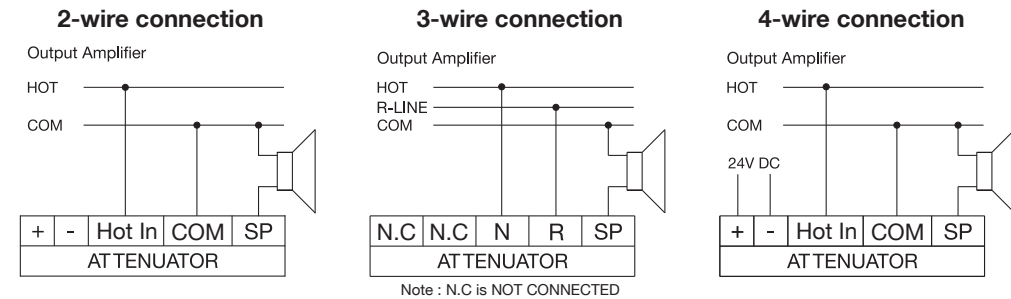 2-wire connection
Output Amplifier
HOT
COM
+ - Hot In COM SP
ATTENUATOR
3-wire connection
Output Amplifier
HOT
R-LINE
COM
N.C N.C N R SP
ATTENUATOR
Note : N.C is NOT CONNECTED
4-wire connection
Output Amplifier
HOT
COM
24V DC
+ - Hot In COM SP
ATTENUATOR